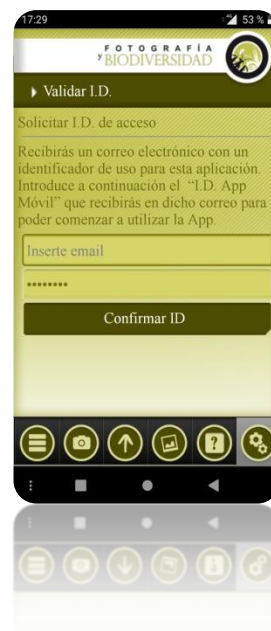 17:29 4G 53 %
FOTOGRAFÍA
y BIODIVERSIDAD
Validar I.D.
Solicitar I.D. de acceso
Recibirás un correo electrónico con un
identificador de uso para esta aplicación.
Introduce a continuación el “I.D. App
Móvil” que recibirás en dicho correo para
poder comenzar a utilizar la App.
Inserte email
••••••••
Confirmar ID
?